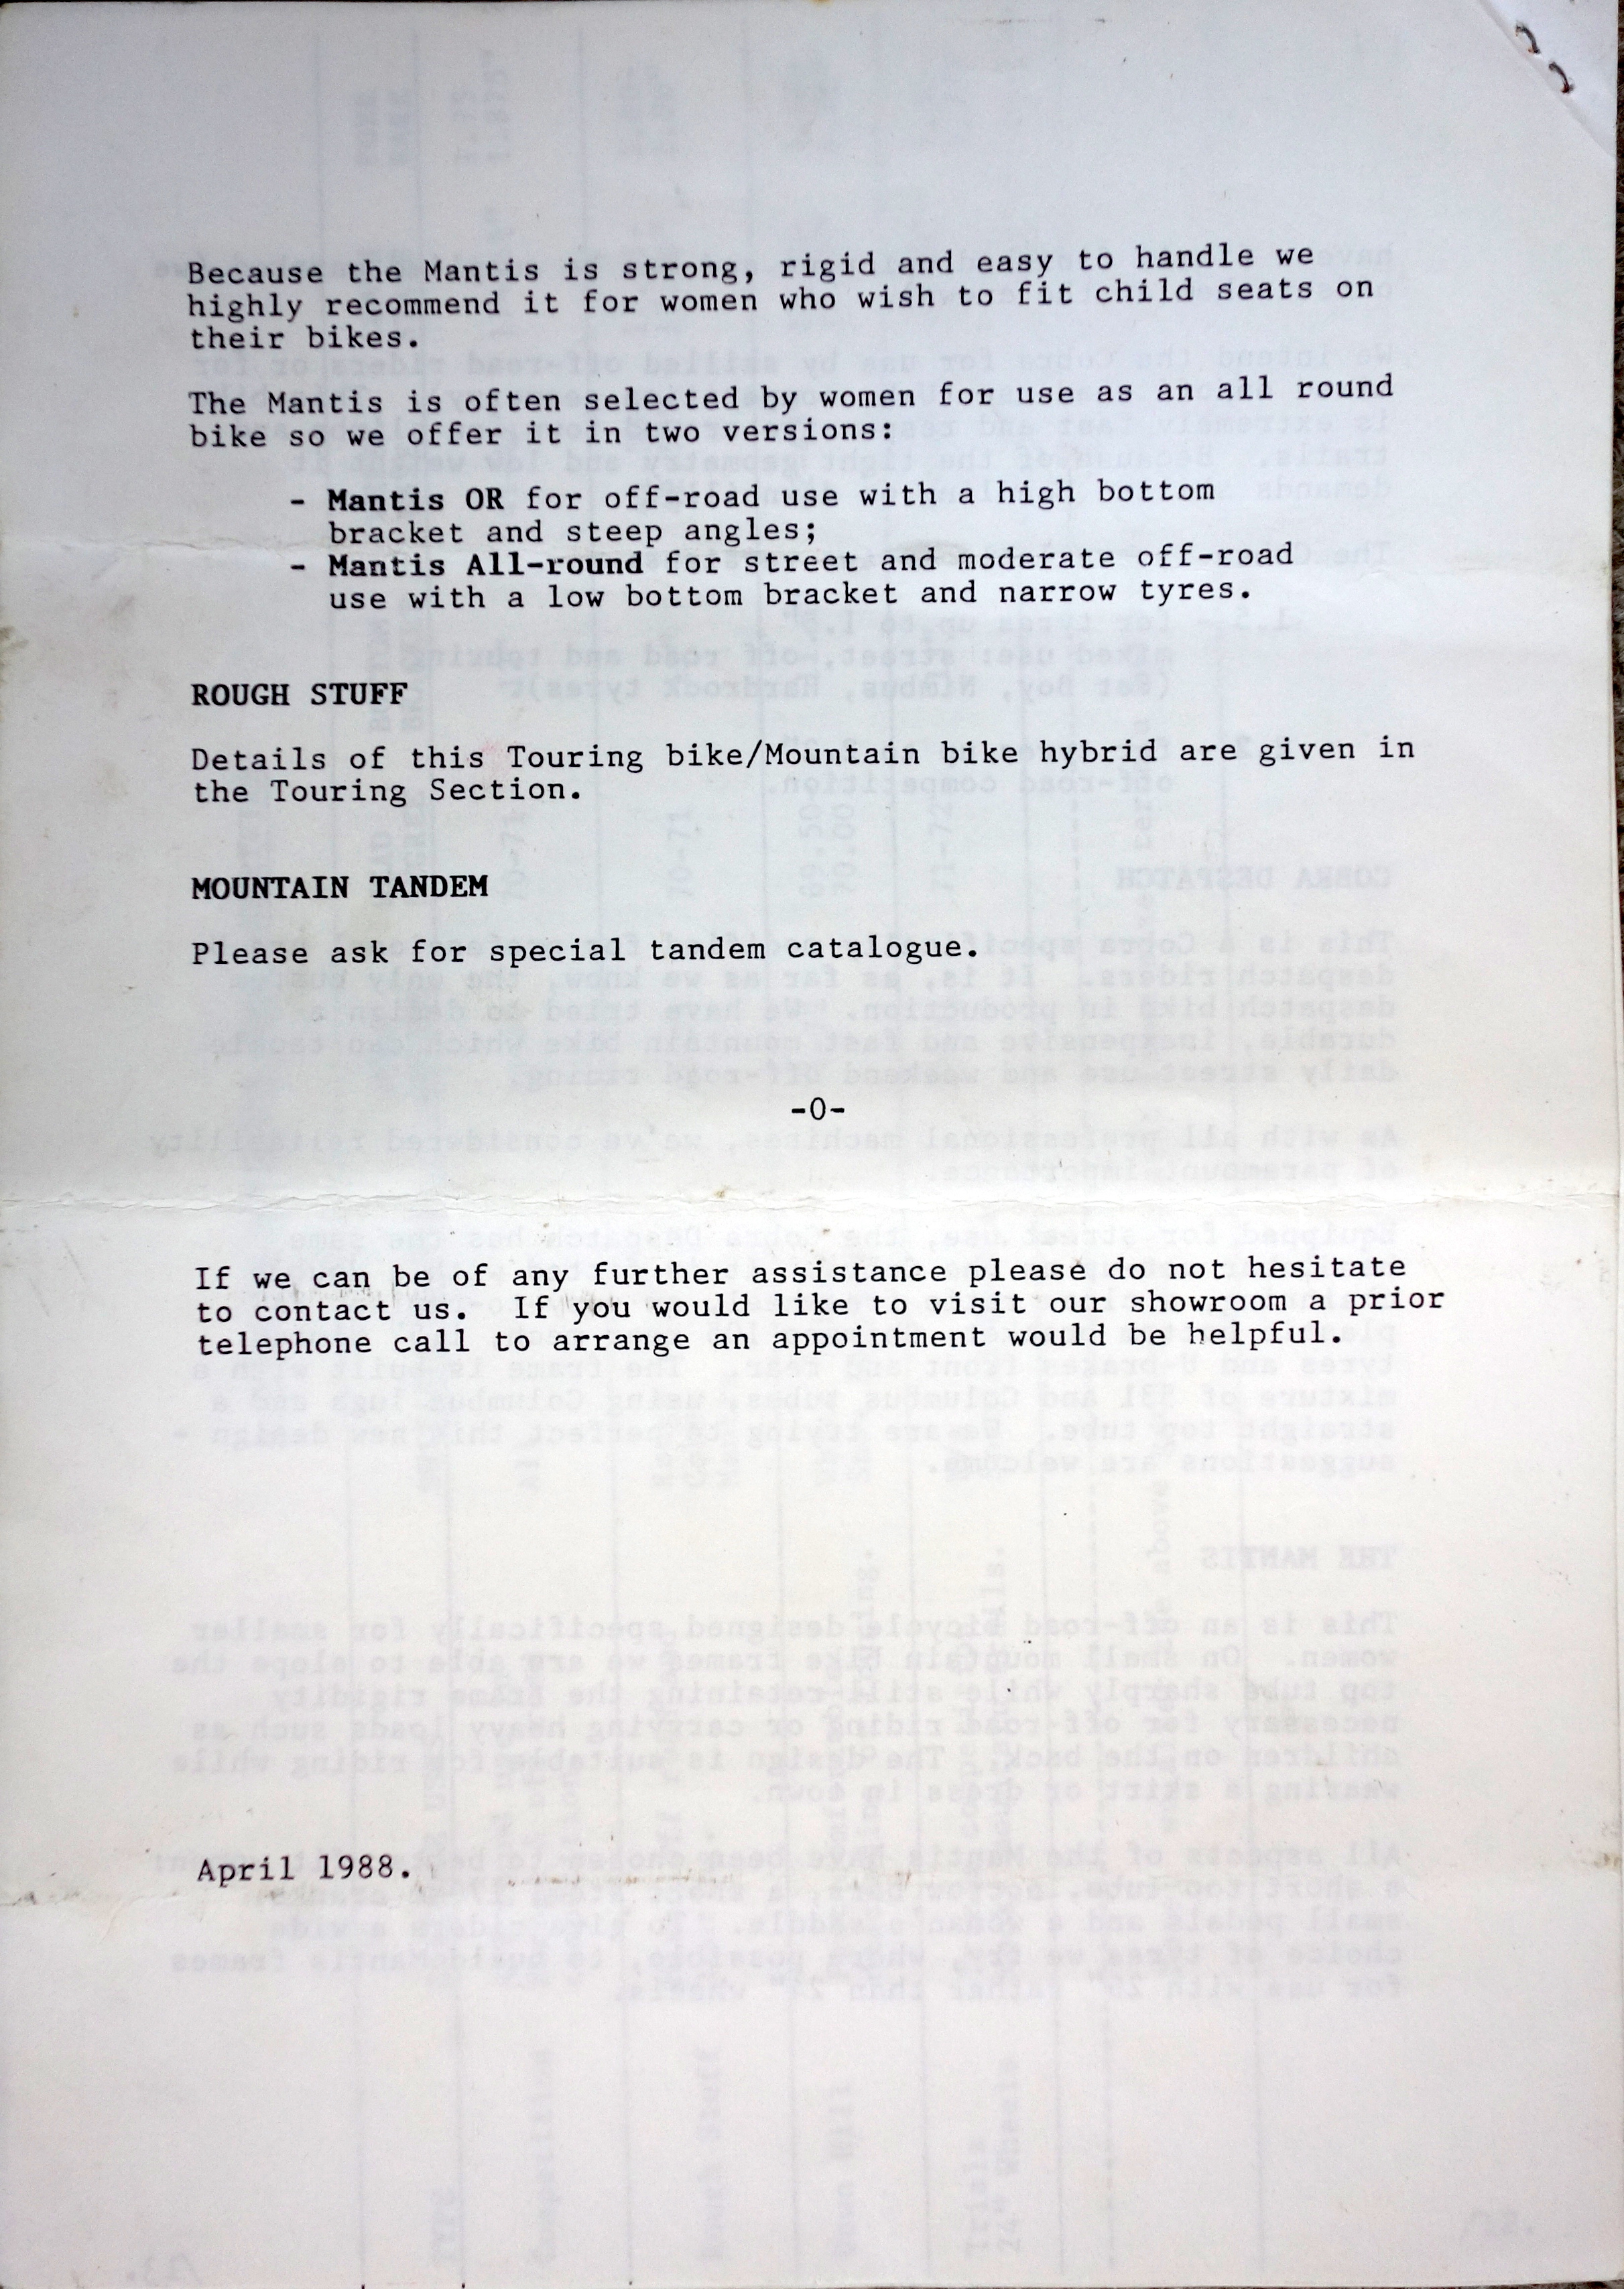 Because the Mantis is strong, rigid and easy to handle we
highly recommend it for women who wish to fit child seats on
their bikes.
The Mantis is often selected by women for use as an all round
bike so we offer it in two versions:
- Mantis OR for off-road use with a high bottom
bracket and steep angles;
- Mantis All-round for street and moderate off-road
use with a low bottom bracket and narrow tyres.
ROUGH STUFF
Details of this Touring bike/Mountain bike hybrid are given in
the Touring Section.
MOUNTAIN TANDEM
Please ask for special tandem catalogue.
-0-
If we can be of any further assistance please do not hesitate
to contact us.  If you would like to visit our showroom a prior
telephone call to arrange an appointment would be helpful.
April 1988.